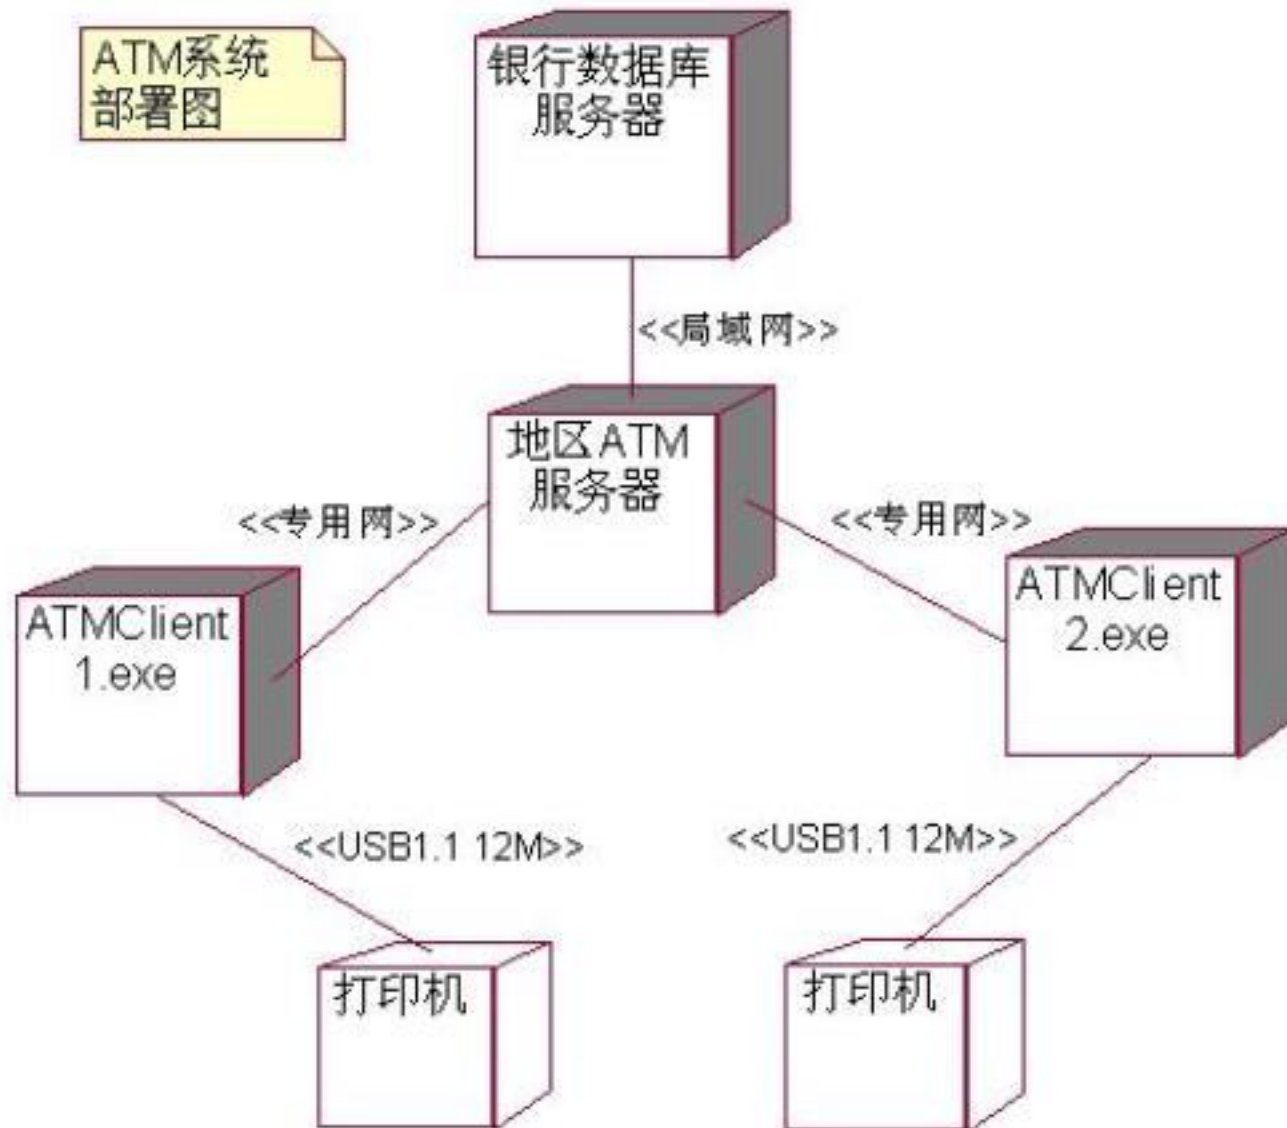 ATM系统
部署图
银行数据库
服务器
<<局域网>>
地区ATM
服务器
<<专用网>>
<<专用网>>
ATMClient
1.exe
ATMClient
2.exe
<<USB1.1 12M>>
<<USB1.1 12M>>
打印机
打印机